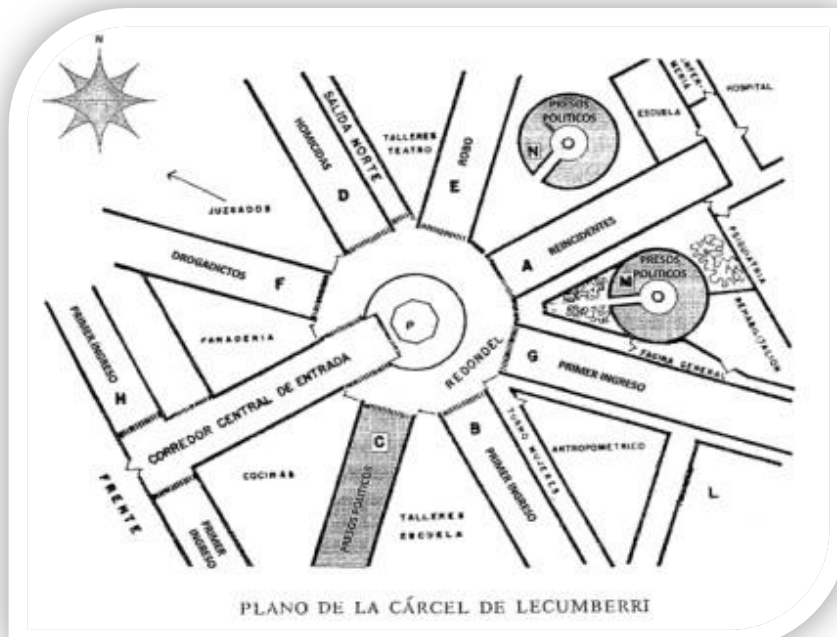 N
PRESOS
POLITICOS
N
ENFER-
MERIA
HOSPITAL
ESCUELA
SALIDA NORTE
HOMICIDAS
D
TALLERES
TEATRO
ROBO
E
JUZGADOS
REINCIDENTES
A
DROGADICTOS
F
PRESOS
POLITICOS
M
PSIQUIATRIA
REHABILITACION
PANADERIA
P
REDONDEL
PRIMER INGRESO
H
CORREDOR CENTRAL DE ENTRADA
G
PRIMER INGRESO
GENERAL
FRENTE
PRIMER
INGRESO
COCINAS
C
PRESOS POLITICOS
TALLERES
ESCUELA
B
PRIMER INGRESO
TURNO MUJERES
ANTROPOMETRICO
L
PLANO DE LA CÁRCEL DE LECUMBERRI